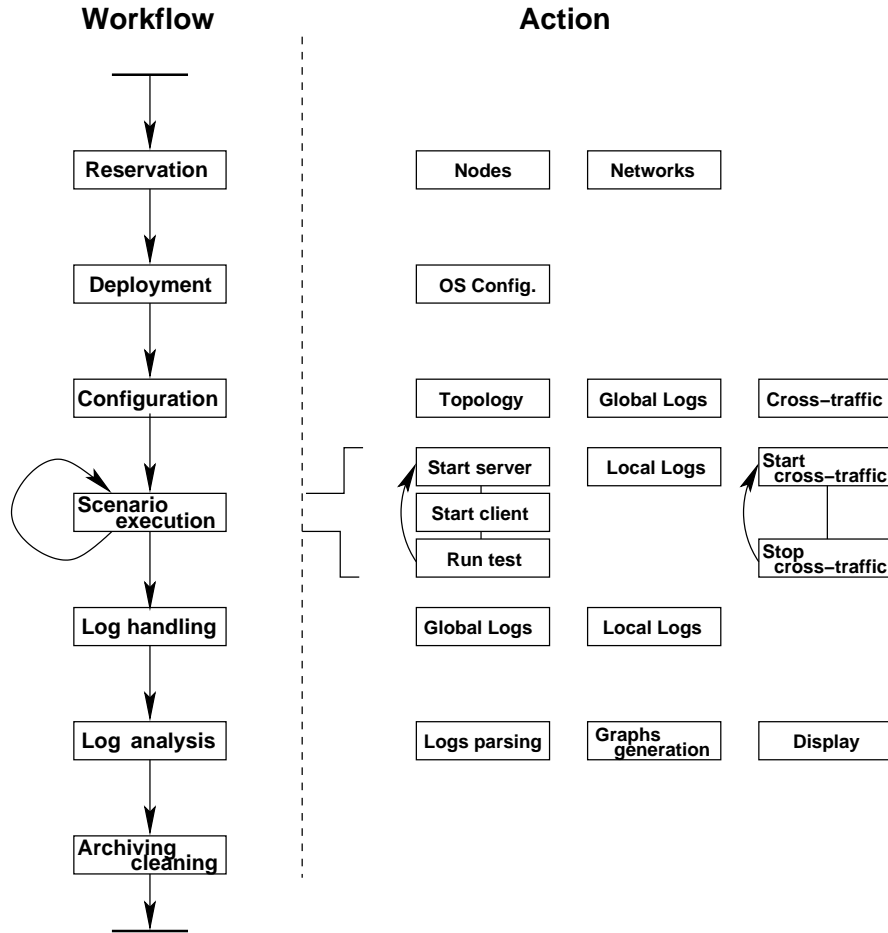 Workflow
Action
Reservation
Nodes
Networks
Deployment
OS Config.
Configuration
Topology
Global Logs
Cross−traffic
Scenario
execution
Start server
Local Logs
Start
cross−traffic
Start client
Run test
Stop
cross−traffic
Log handling
Global Logs
Local Logs
Log analysis
Logs parsing
Graphs
generation
Display
Archiving
cleaning